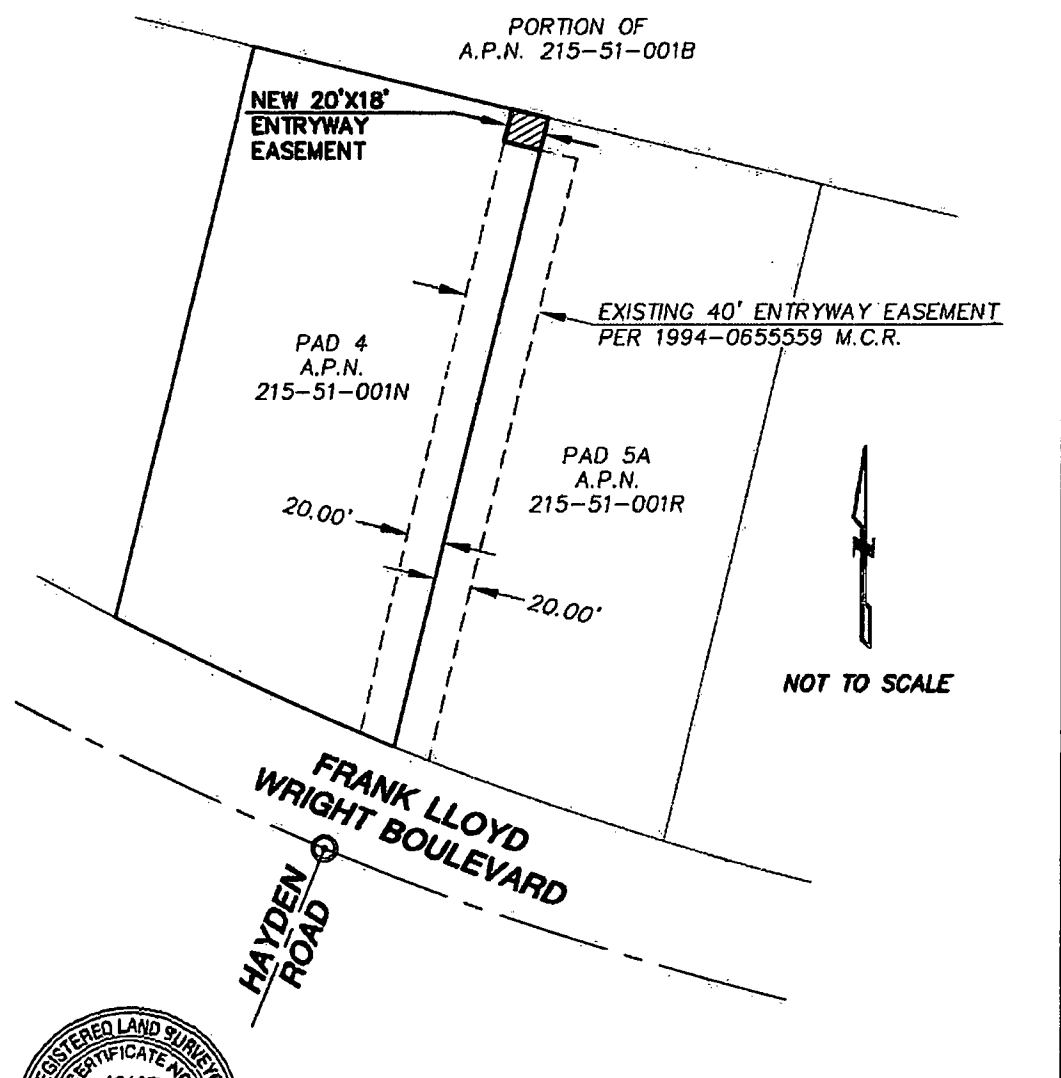 PORTION OF
A.P.N. 215-51-001B
NEW 20'X18'
ENTRYWAY
EASEMENT
EXISTING 40' ENTRYWAY EASEMENT
PER 1994-0655559 M.C.R.
PAD 4
A.P.N.
215-51-001N
PAD 5A
A.P.N.
215-51-001R
20.00'
20.00'
N
NOT TO SCALE
FRANK LLOYD
WRIGHT BOULEVARD
HAYDEN
ROAD
LAND
CERTIFICATE NO